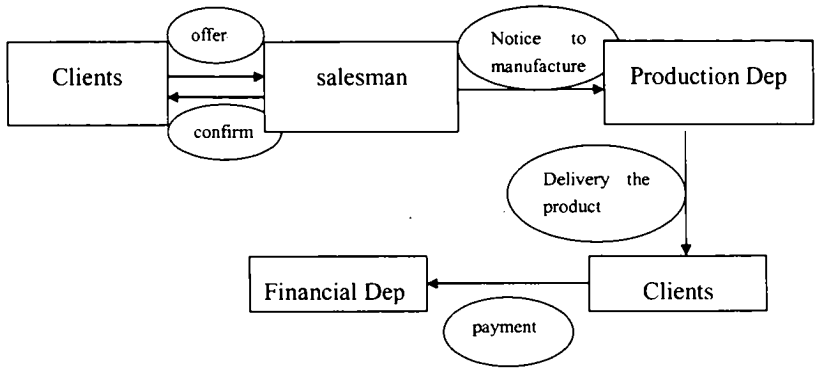 offer
Clients
salesman
confirm
Notice to
manufacture
Production Dep
Delivery the
product
Financial Dep
Clients
payment